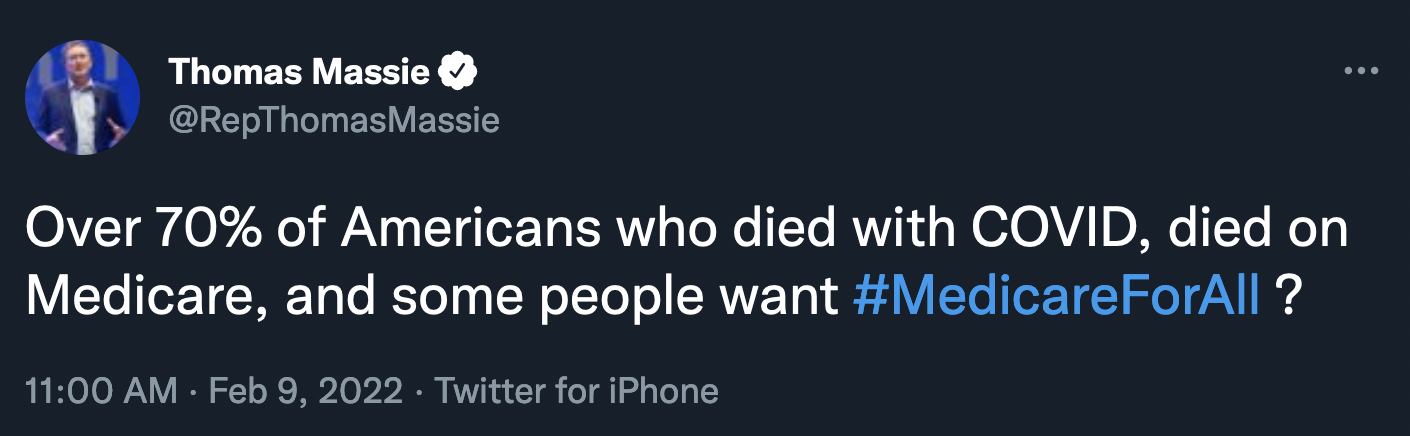 Thomas Massie
@RepThomasMassie
Over 70% of Americans who died with COVID, died on
Medicare, and some people want #MedicareForAll ?
11:00 AM · Feb 9, 2022 · Twitter for iPhone